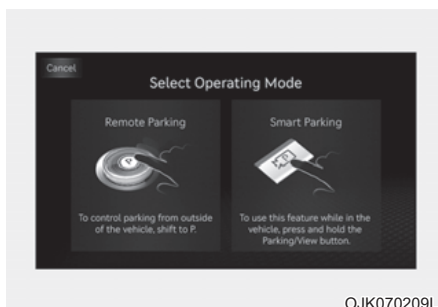 Cancel
Select Operating Mode
Remote Parking
P
To control parking from outside
of the vehicle, shift to P.
Smart Parking
P
To use this feature while in the
vehicle, press and hold the
Parking/View button.
OJK070209L